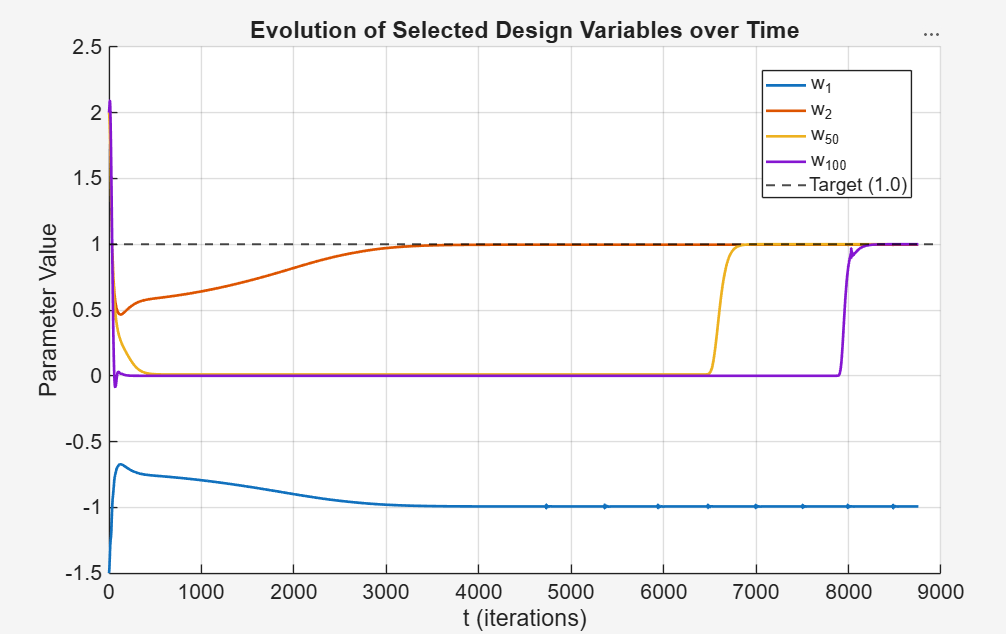 Evolution of Selected Design Variables over Time
...
2.5
2
1.5
1
0.5
0
-0.5
-1
-1.5
Parameter Value
w1
w2
w50
w100
Target (1.0)
0 1000 2000 3000 4000 5000 6000 7000 8000 9000
t (iterations)